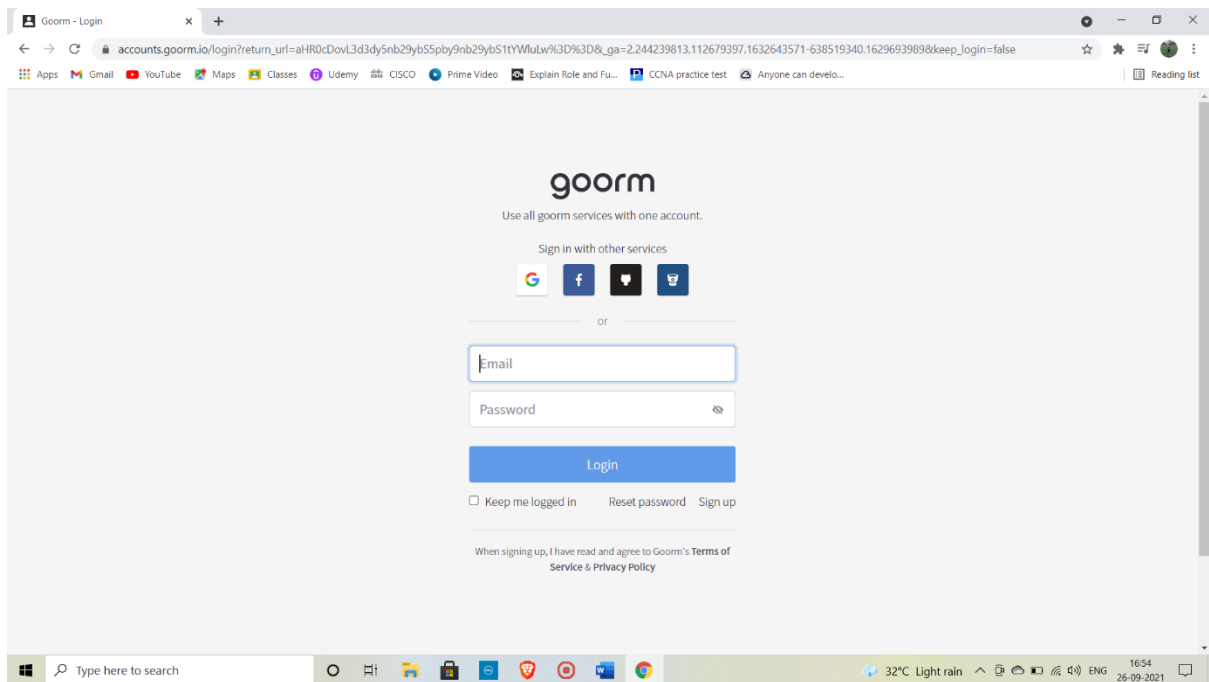 Goorm - Login
accounts.goorm.io/login?return_url=aHR0cDovL3d3dy5nb29ybS5pby9nb29ybS1tYWluLw%3D%3D&_ga=2.244239813.112679397.1632643571-638519340.1629693989&keep_login=false
Apps Gmail YouTube Maps Classes Udemy CISCO Prime Video Explain Role and Fu... CCNA practice test Anyone can develo... Reading list
goorm
Use all goorm services with one account.
Sign in with other services
or
Email
Password
Login
Keep me logged in Reset password Sign up
When signing up, I have read and agree to Goorm's Terms of
Service & Privacy Policy
Type here to search
32°C Light rain ENG 16:54
26-09-2021